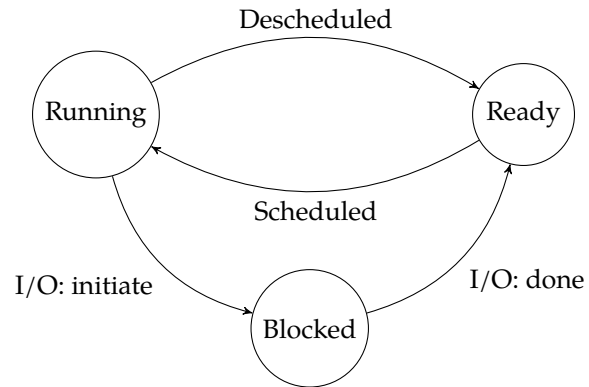 Descheduled
Running
Ready
Scheduled
I/O: initiate
I/O: done
Blocked